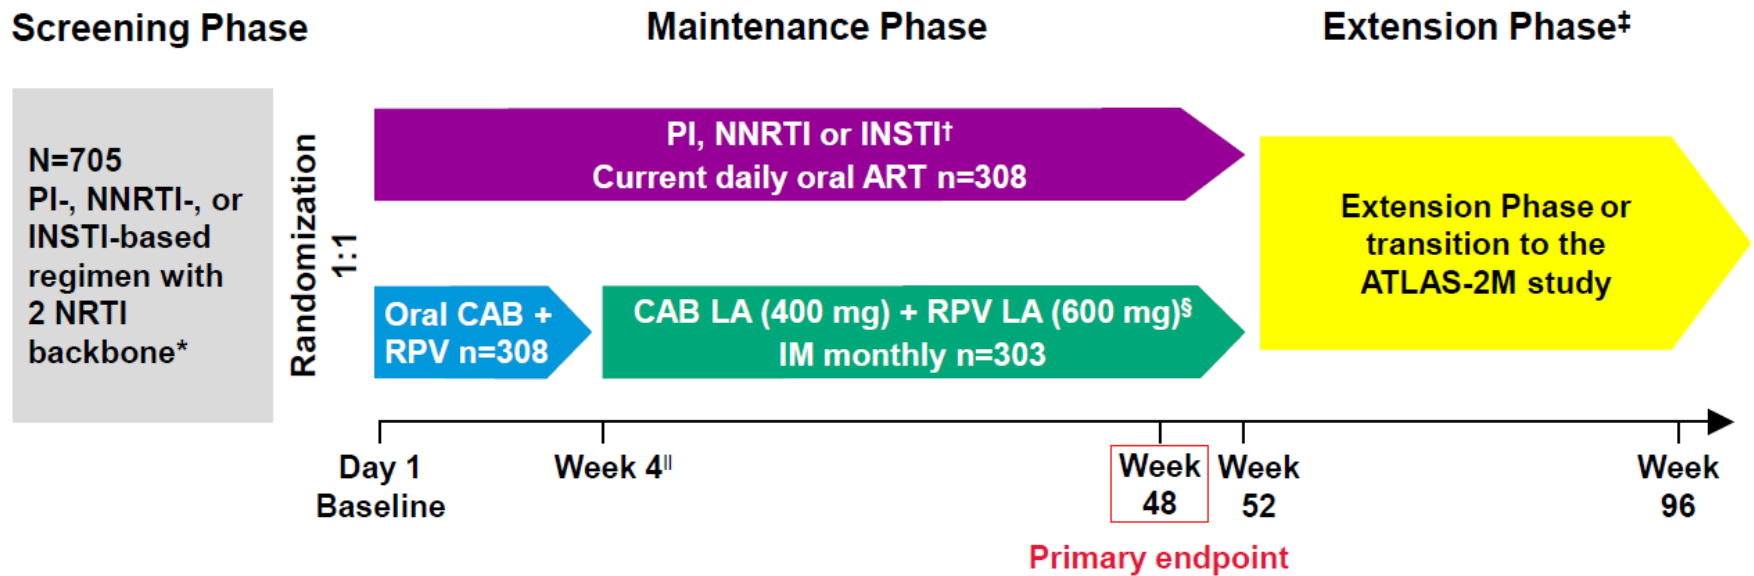 Screening Phase
Maintenance Phase
Extension Phase‡
N=705
PI-, NNRTI-, or
INSTI-based
regimen with
2 NRTI
backbone*
Randomization
1:1
PI, NNRTI or INSTI†
Current daily oral ART n=308
Oral CAB +
RPV n=308
CAB LA (400 mg) + RPV LA (600 mg)§
IM monthly n=303
Extension Phase or
transition to the
ATLAS-2M study
Day 1
Baseline
Week 4||
Week
48
Week
52
Week
96
Primary endpoint